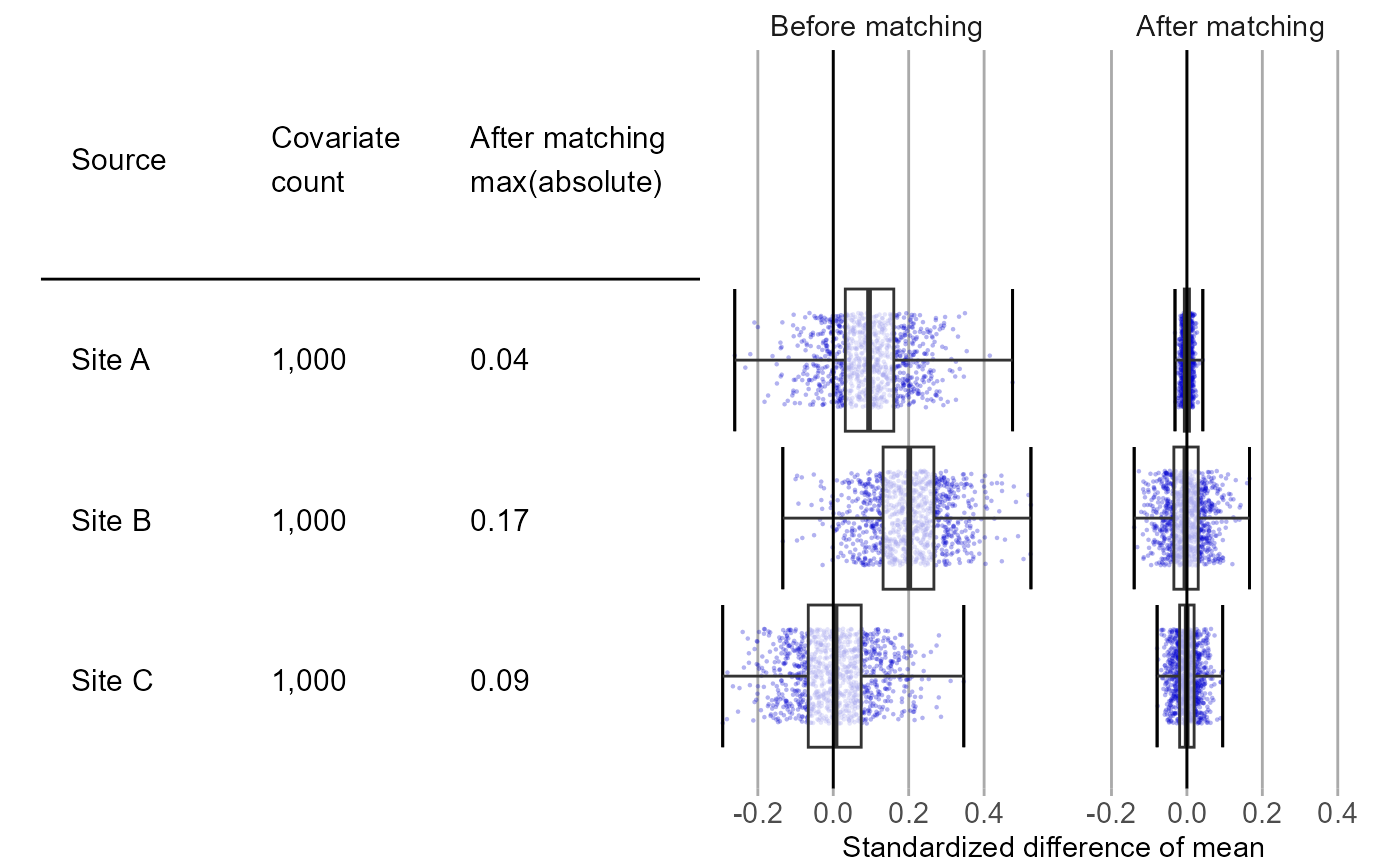 Before matching
After matching
Source
Covariate
count
After matching
max(absolute)
Site A 1,000 0.04
Site B 1,000 0.17
Site C 1,000 0.09
-0.2 0.0 0.2 0.4
-0.2 0.0 0.2 0.4
Standardized difference of mean